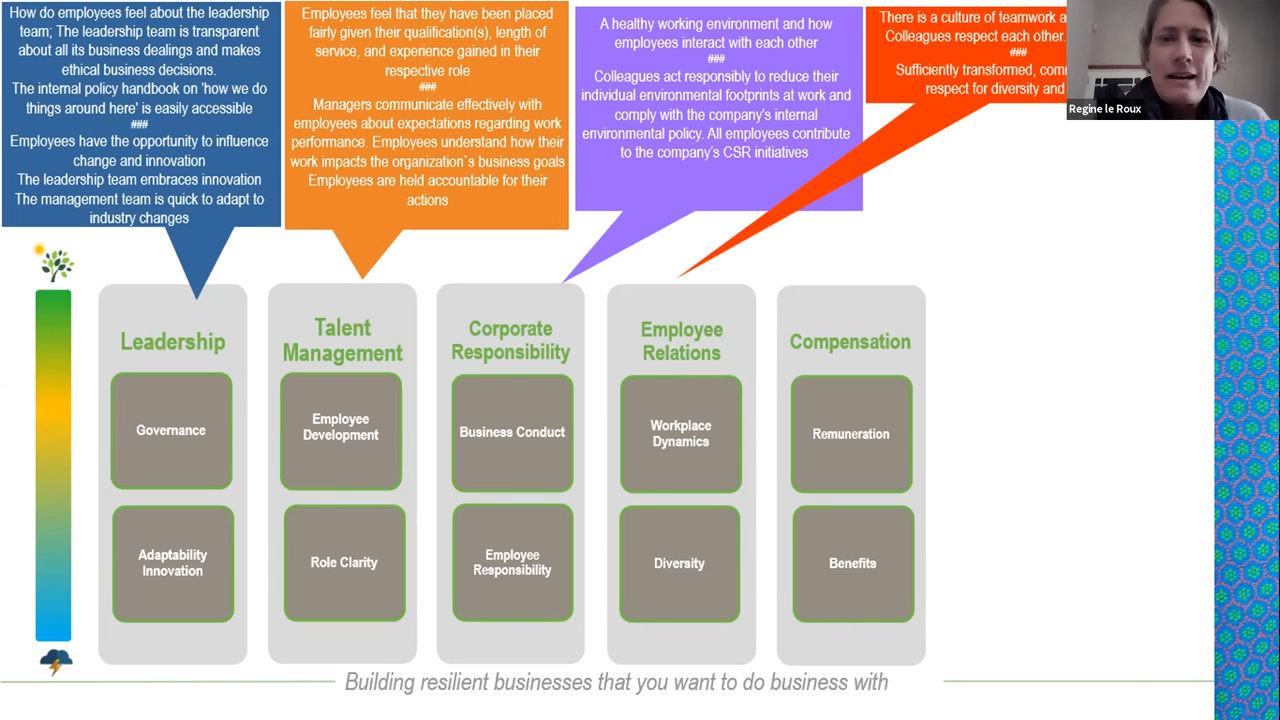 How do employees feel about the leadership
team; The leadership team is transparent
about all its business dealings and makes
ethical business decisions.
The internal policy handbook on 'how we do
things around here' is easily accessible
###
Employees have the opportunity to influence
change and innovation
The leadership team embraces innovation
The management team is quick to adapt to
industry changes
Employees feel that they have been placed
fairly given their qualification(s), length of
service, and experience gained in their
respective role
###
Managers communicate effectively with
employees about expectations regarding work
performance. Employees understand how their
work impacts the organization`s business goals
Employees are held accountable for their
actions
A healthy working environment and how
employees interact with each other
###
Colleagues act responsibly to reduce their
individual environmental footprints at work and
comply with the company's internal
environmental policy. All employees contribute
to the company's CSR initiatives
There is a culture of teamwork
Colleagues respect each other.
###
Sufficiently transformed,
respect for diversity and
Regine le Roux
Leadership
Governance
Adaptability
Innovation
Talent
Management
Employee
Development
Role Clarity
Corporate
Responsibility
Business Conduct
Employee
Responsibility
Employee
Relations
Workplace
Dynamics
Diversity
Compensation
Remuneration
Benefits
Building resilient businesses that you want to do business with